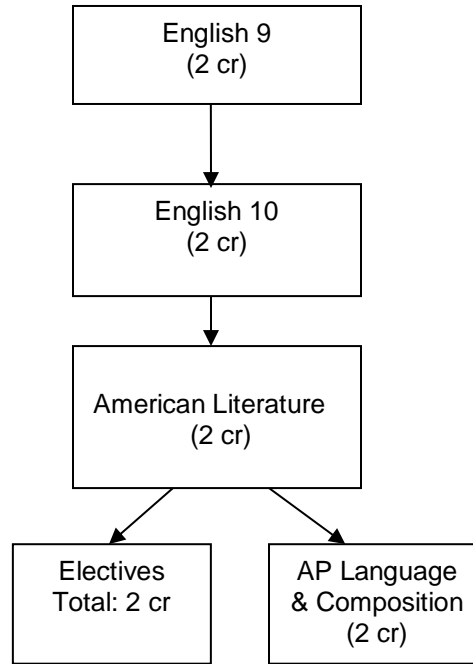 English 9
(2 cr)
English 10
(2 cr)
American Literature
(2 cr)
Electives
Total: 2 cr
AP Language
& Composition
(2 cr)